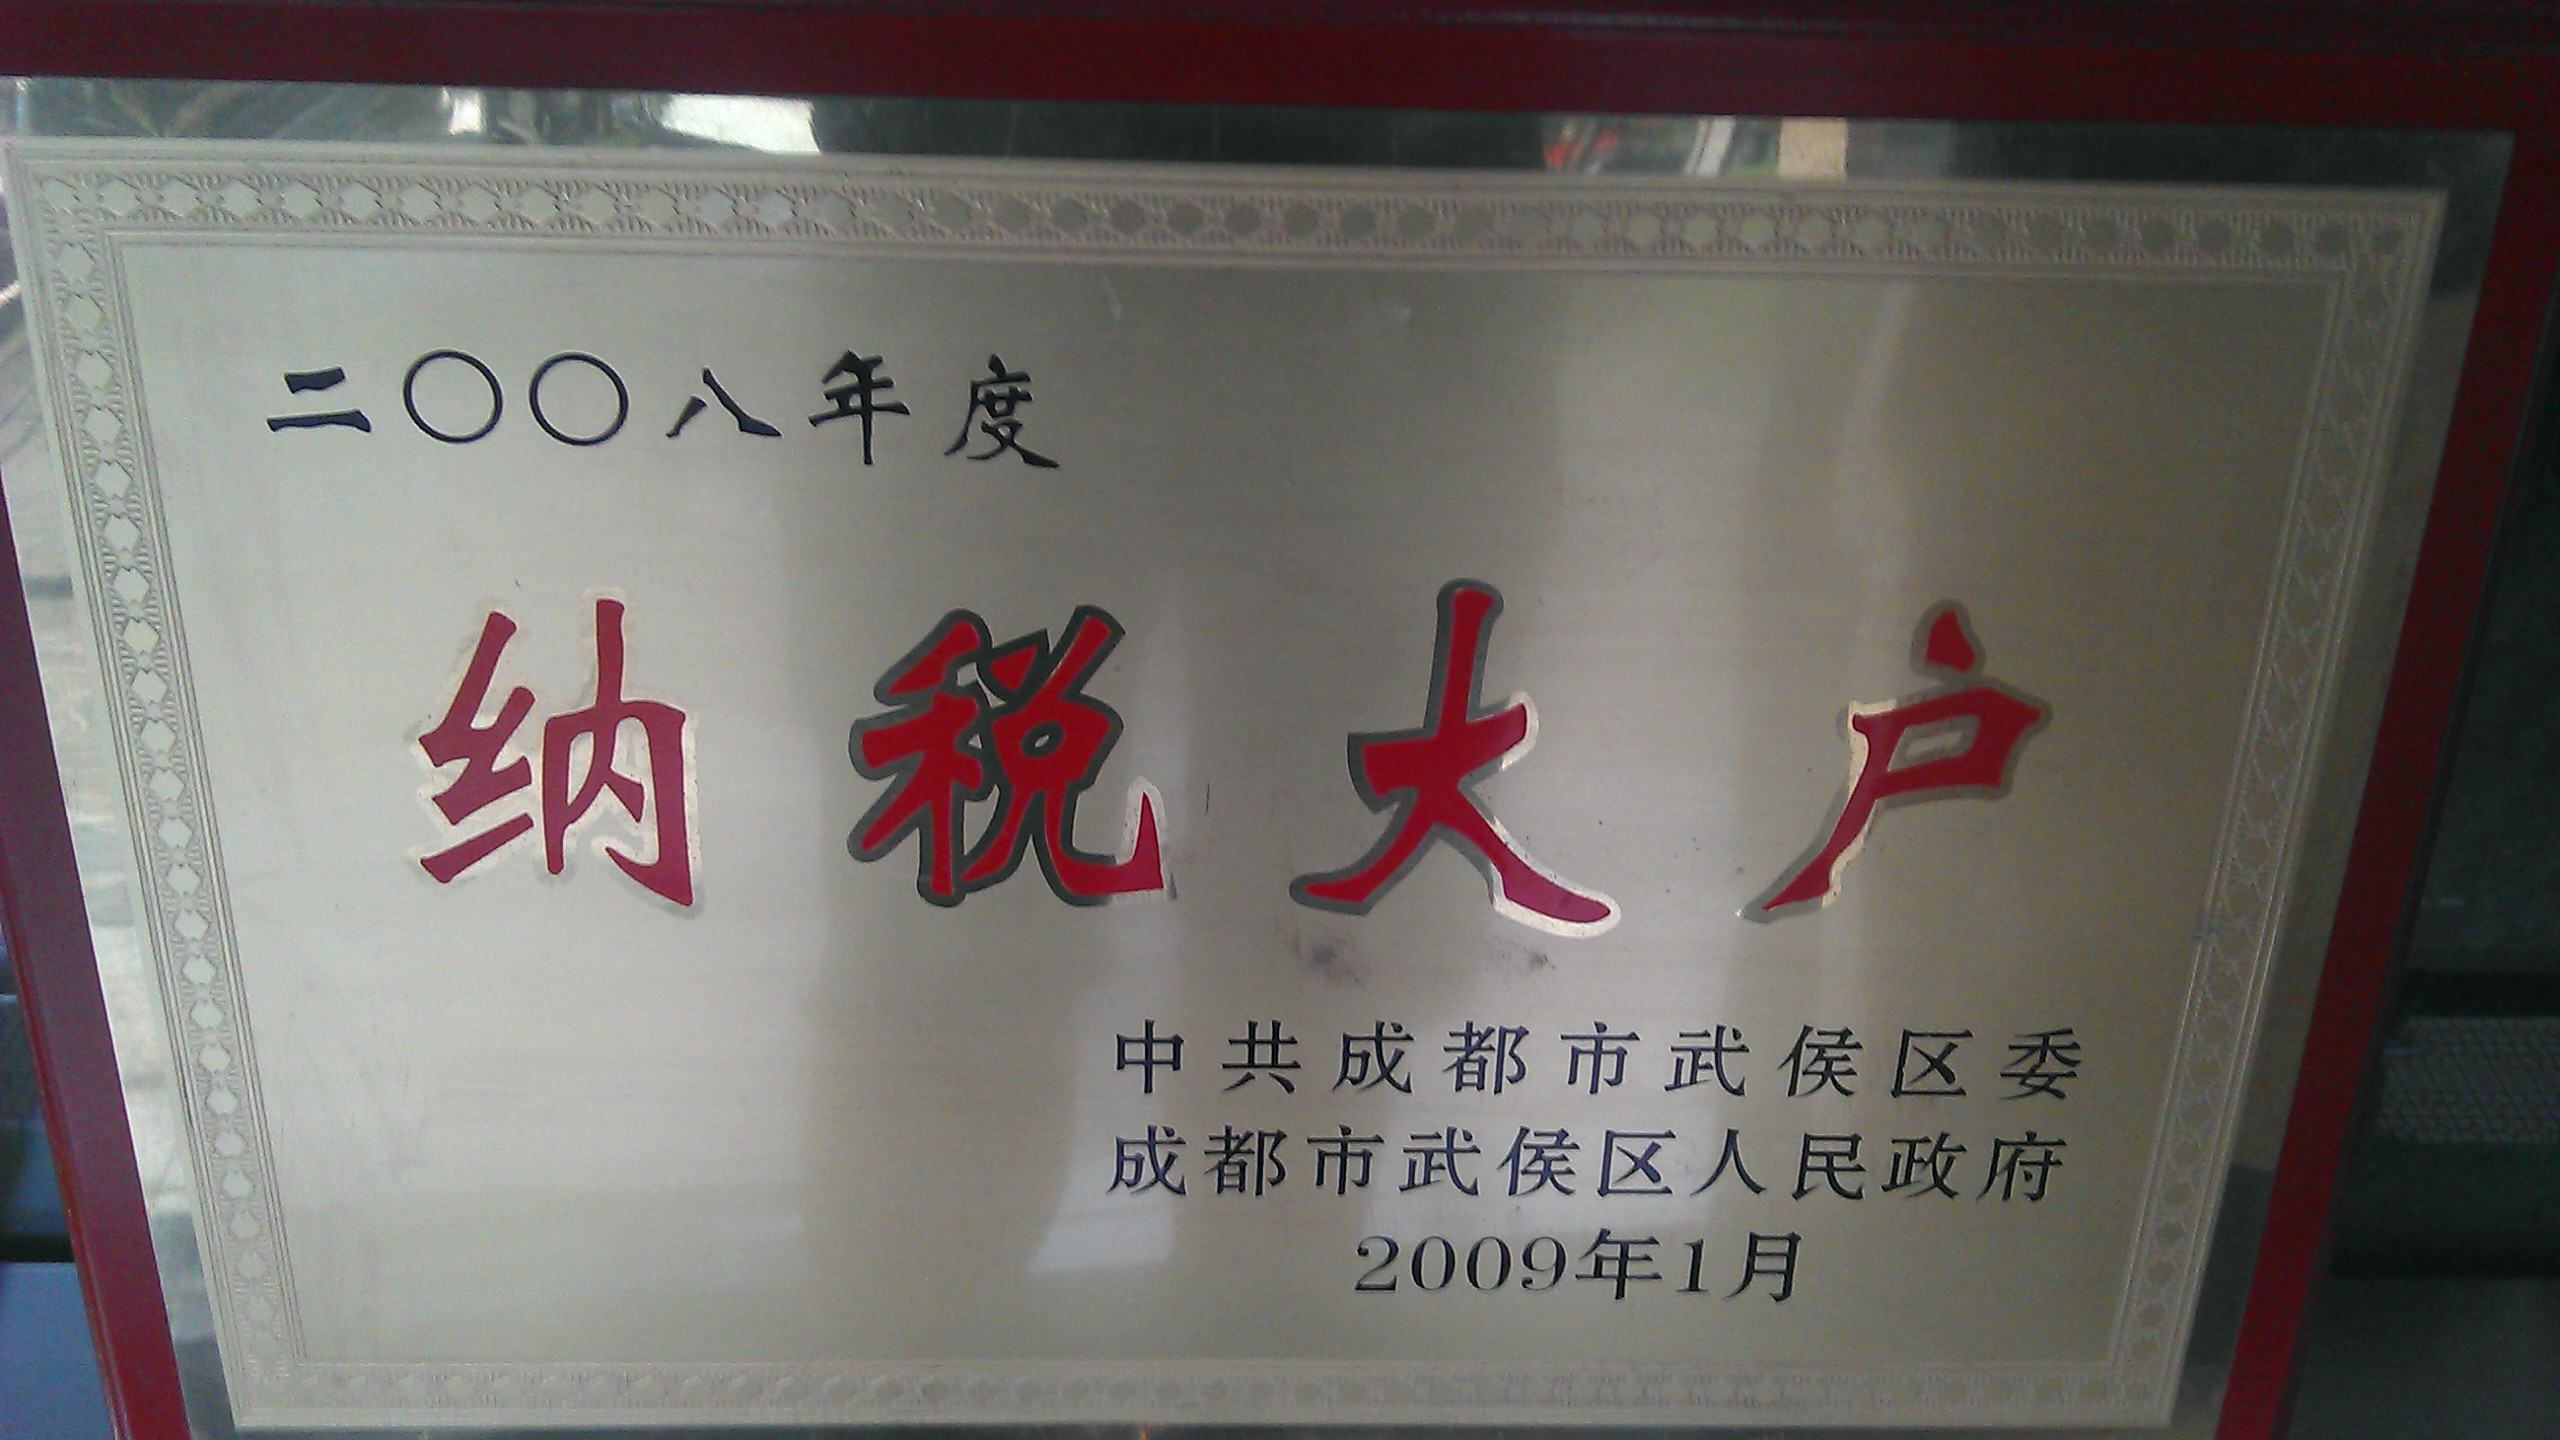 二〇〇八年度
纳税大户
中共成都市武侯区委
成都市武侯区人民政府
2009年1月